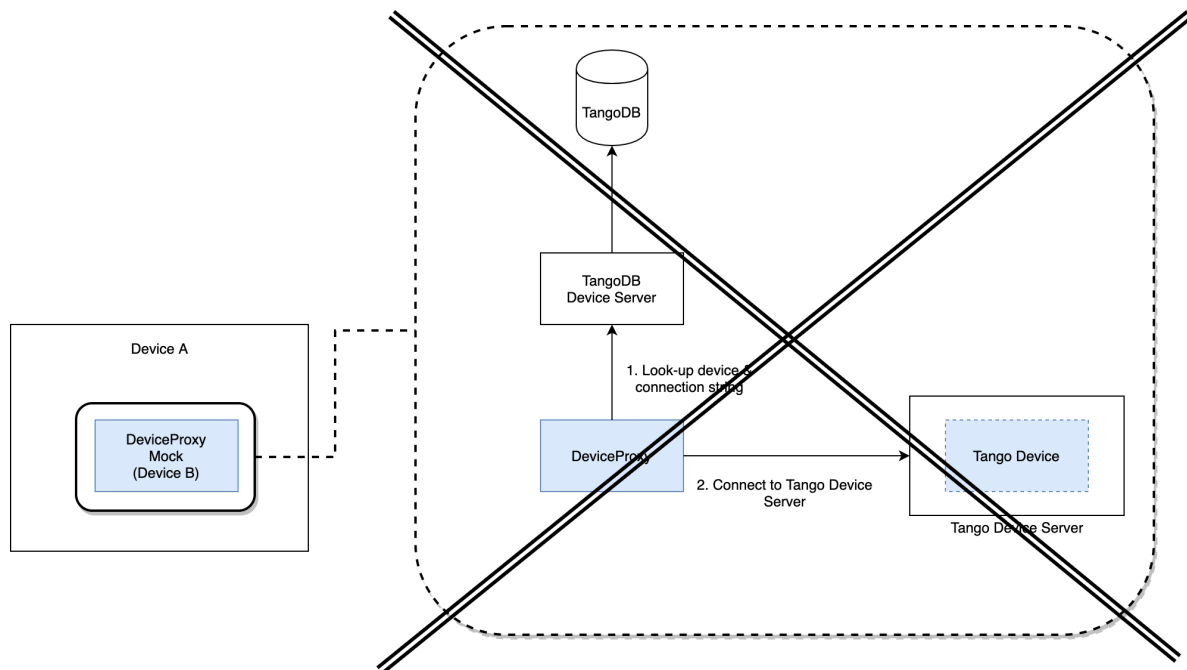 TangoDB
TangoDB
Device Server
Device A
1. Look-up device &
connection string
DeviceProxy
Mock
(Device B)
DeviceProxy
Tango Device
2. Connect to Tango Device
Server
Tango Device Server